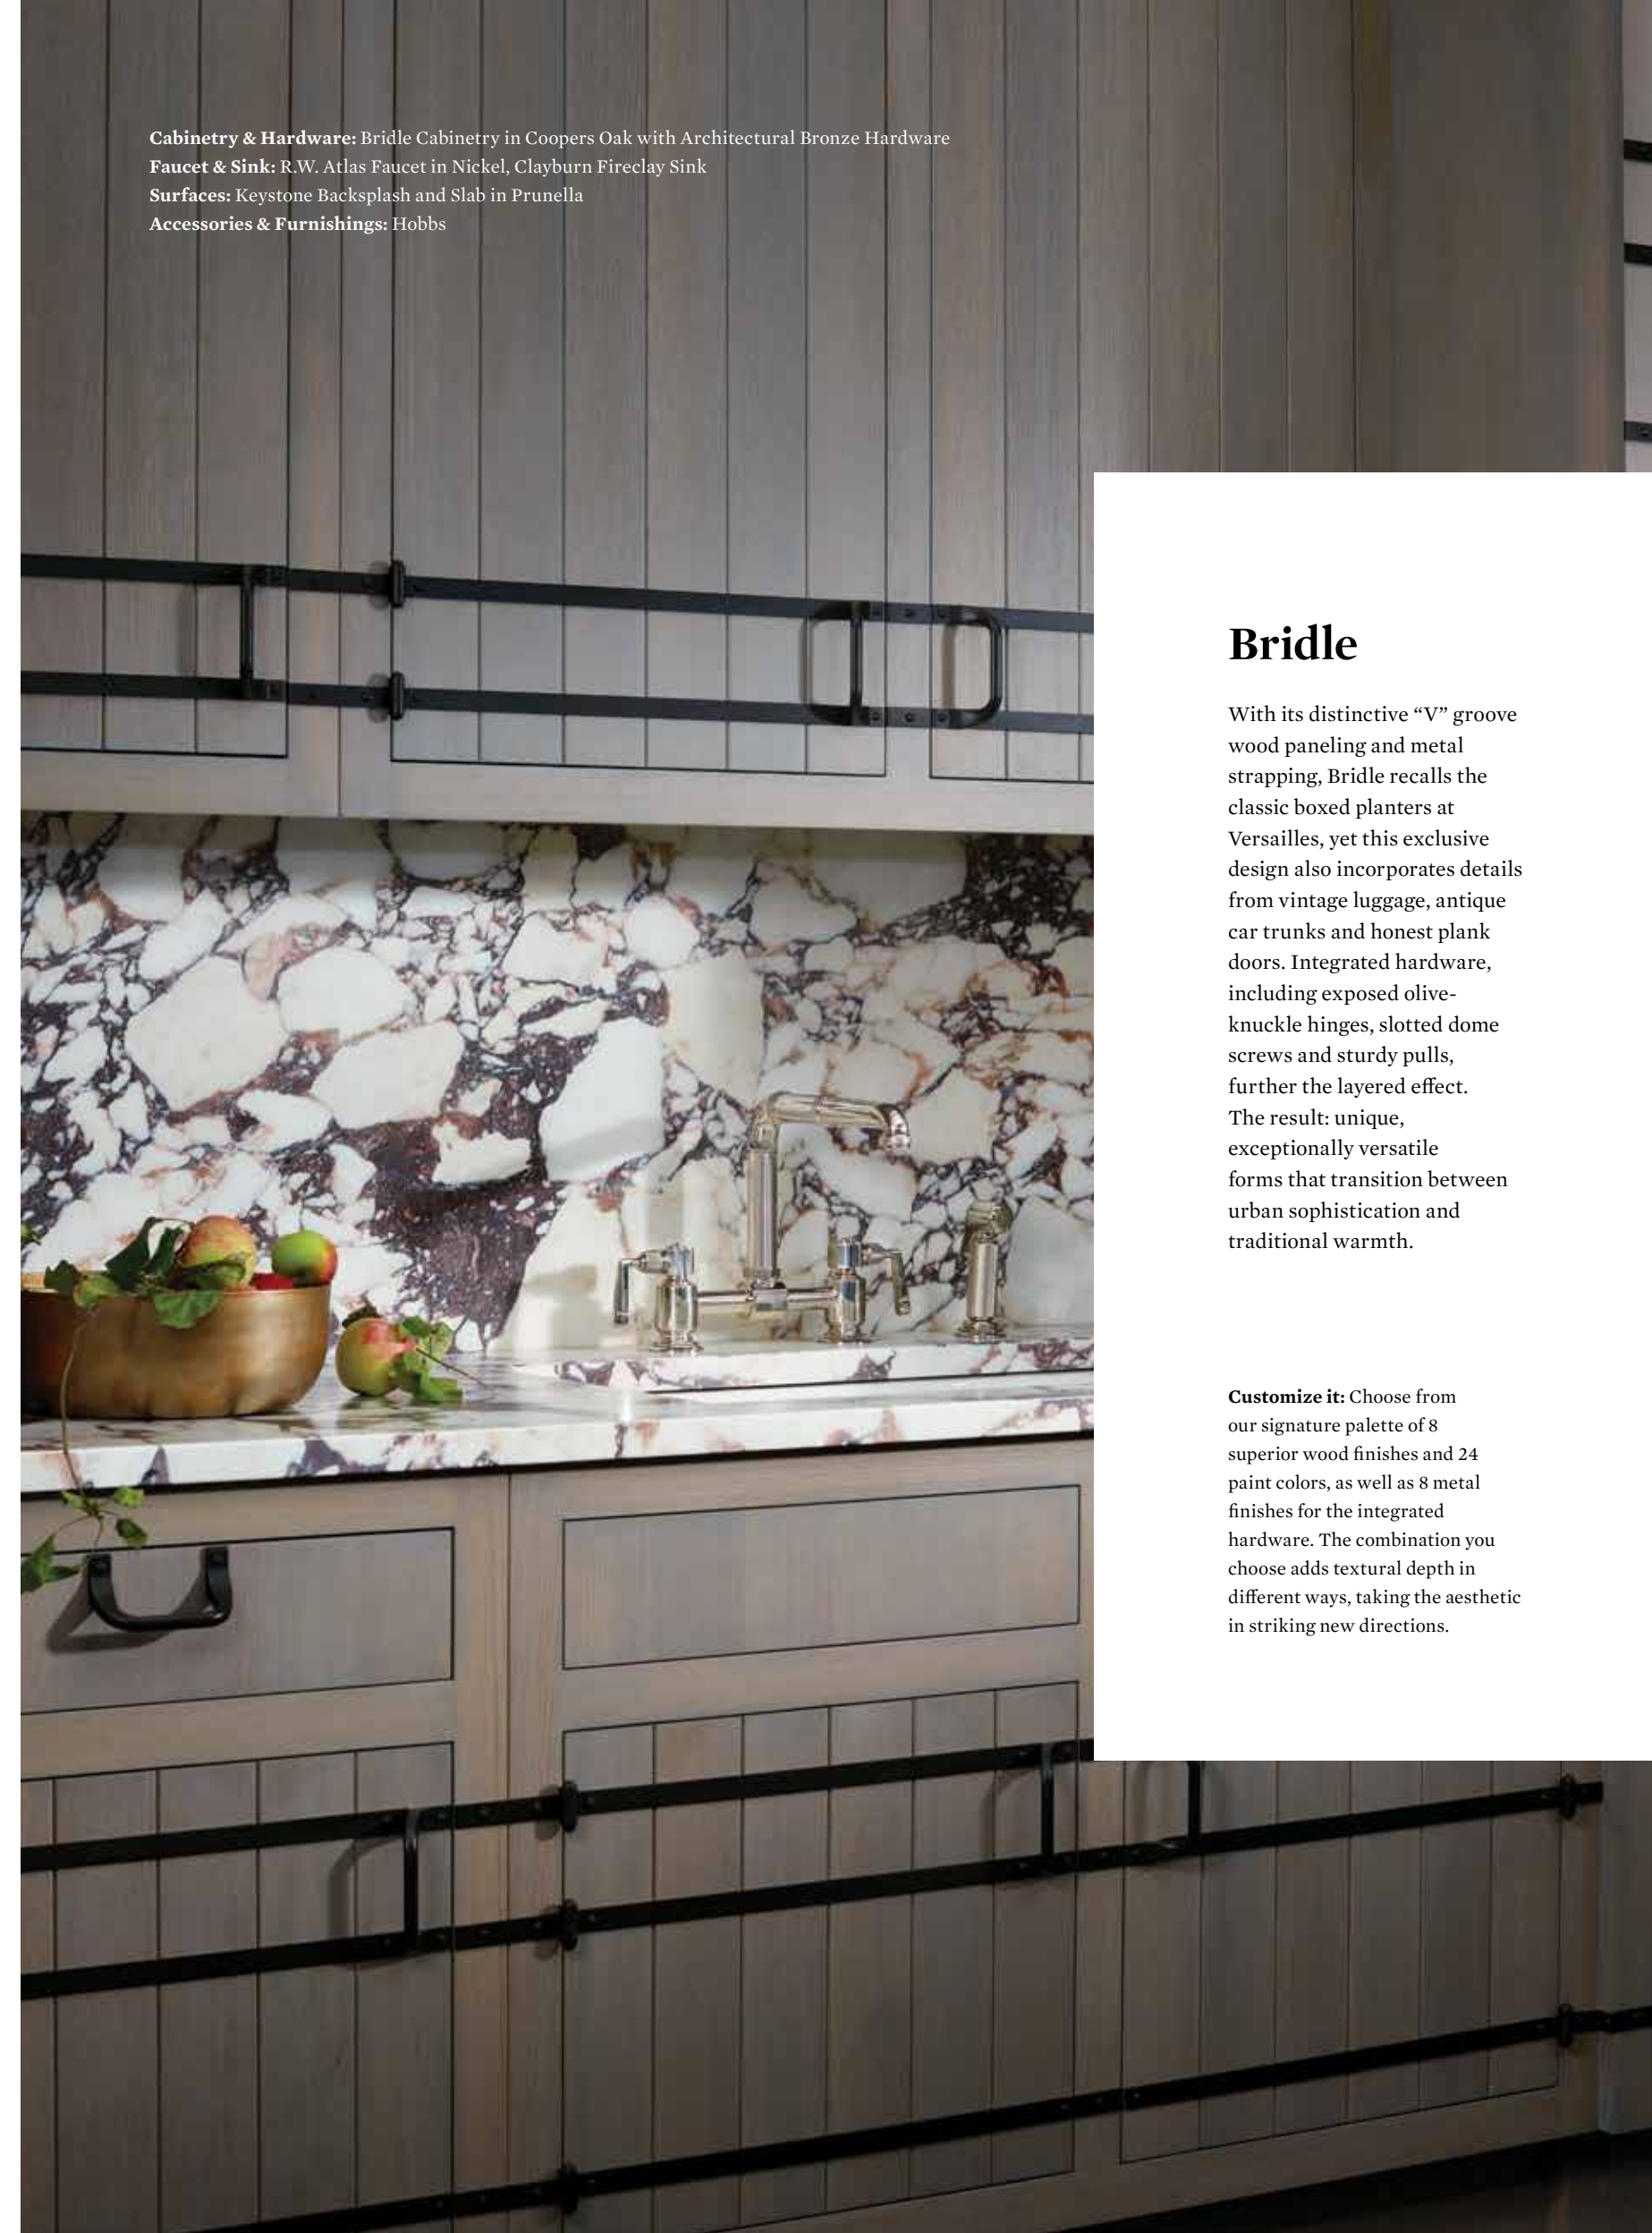 Cabinetry & Hardware: Bridle Cabinetry in Coopers Oak with Architectural Bronze Hardware
Faucet & Sink: R.W. Atlas Faucet in Nickel, Clayburn Fireclay Sink
Surfaces: Keystone Backsplash and Slab in Prunella
Accessories & Furnishings: Hobbs
Bridle
With its distinctive “V” groove
wood paneling and metal
strapping, Bridle recalls the
classic boxed planters at
Versailles, yet this exclusive
design also incorporates details
from vintage luggage, antique
car trunks and honest plank
doors. Integrated hardware,
including exposed olive-
knuckle hinges, slotted dome
screws and sturdy pulls,
further the layered effect.
The result: unique,
exceptionally versatile
forms that transition between
urban sophistication and
traditional warmth.
Customize it: Choose from
our signature palette of 8
superior wood finishes and 24
paint colors, as well as 8 metal
finishes for the integrated
hardware. The combination you
choose adds textural depth in
different ways, taking the aesthetic
in striking new directions.